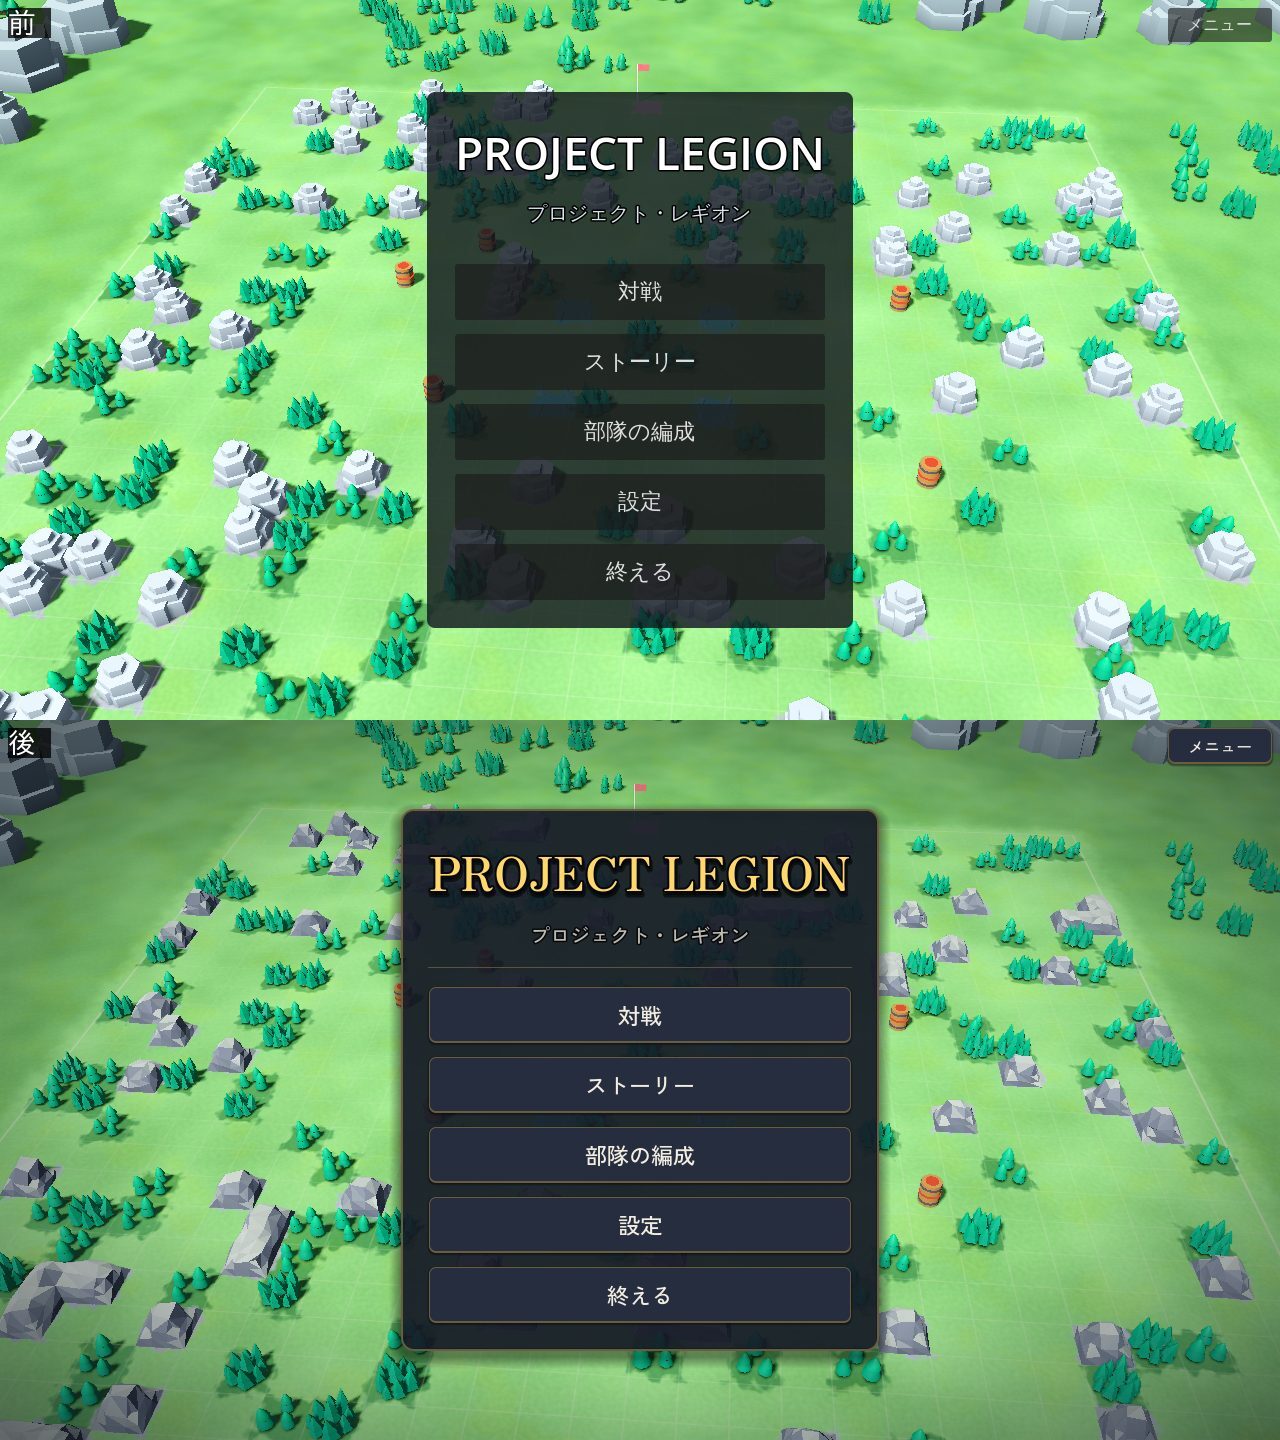 前
メニュー
PROJECT LEGION
プロジェクト・レギオン
対戦
ストーリー
部隊の編成
設定
終える
後
メニュー
PROJECT LEGION
プロジェクト・レギオン
対戦
ストーリー
部隊の編成
設定
終える